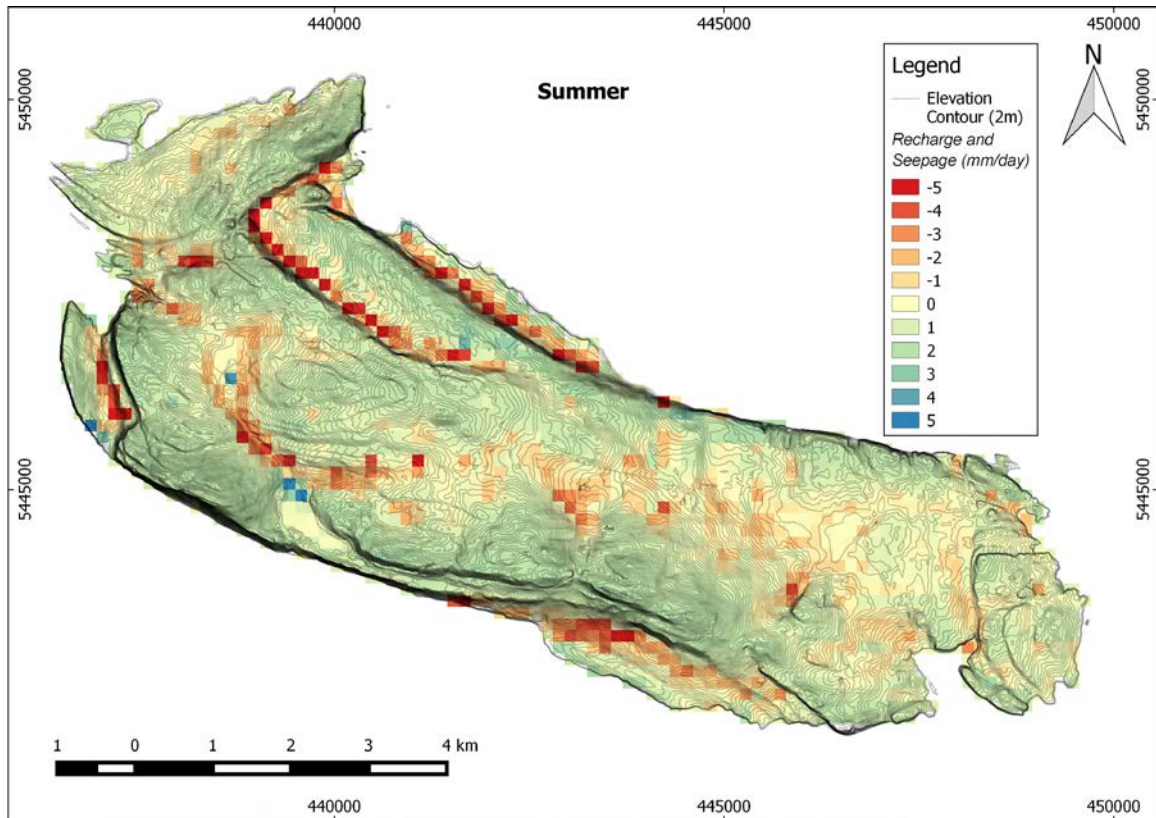 440000
445000
450000
5450000
5450000
Summer
N
Legend
Elevation
Contour (2m)
Recharge and
Seepage (mm/day)
-5
-4
-3
-2
-1
0
1
2
3
4
5
5445000
5445000
1 0 1 2 3 4 km
440000
445000
450000